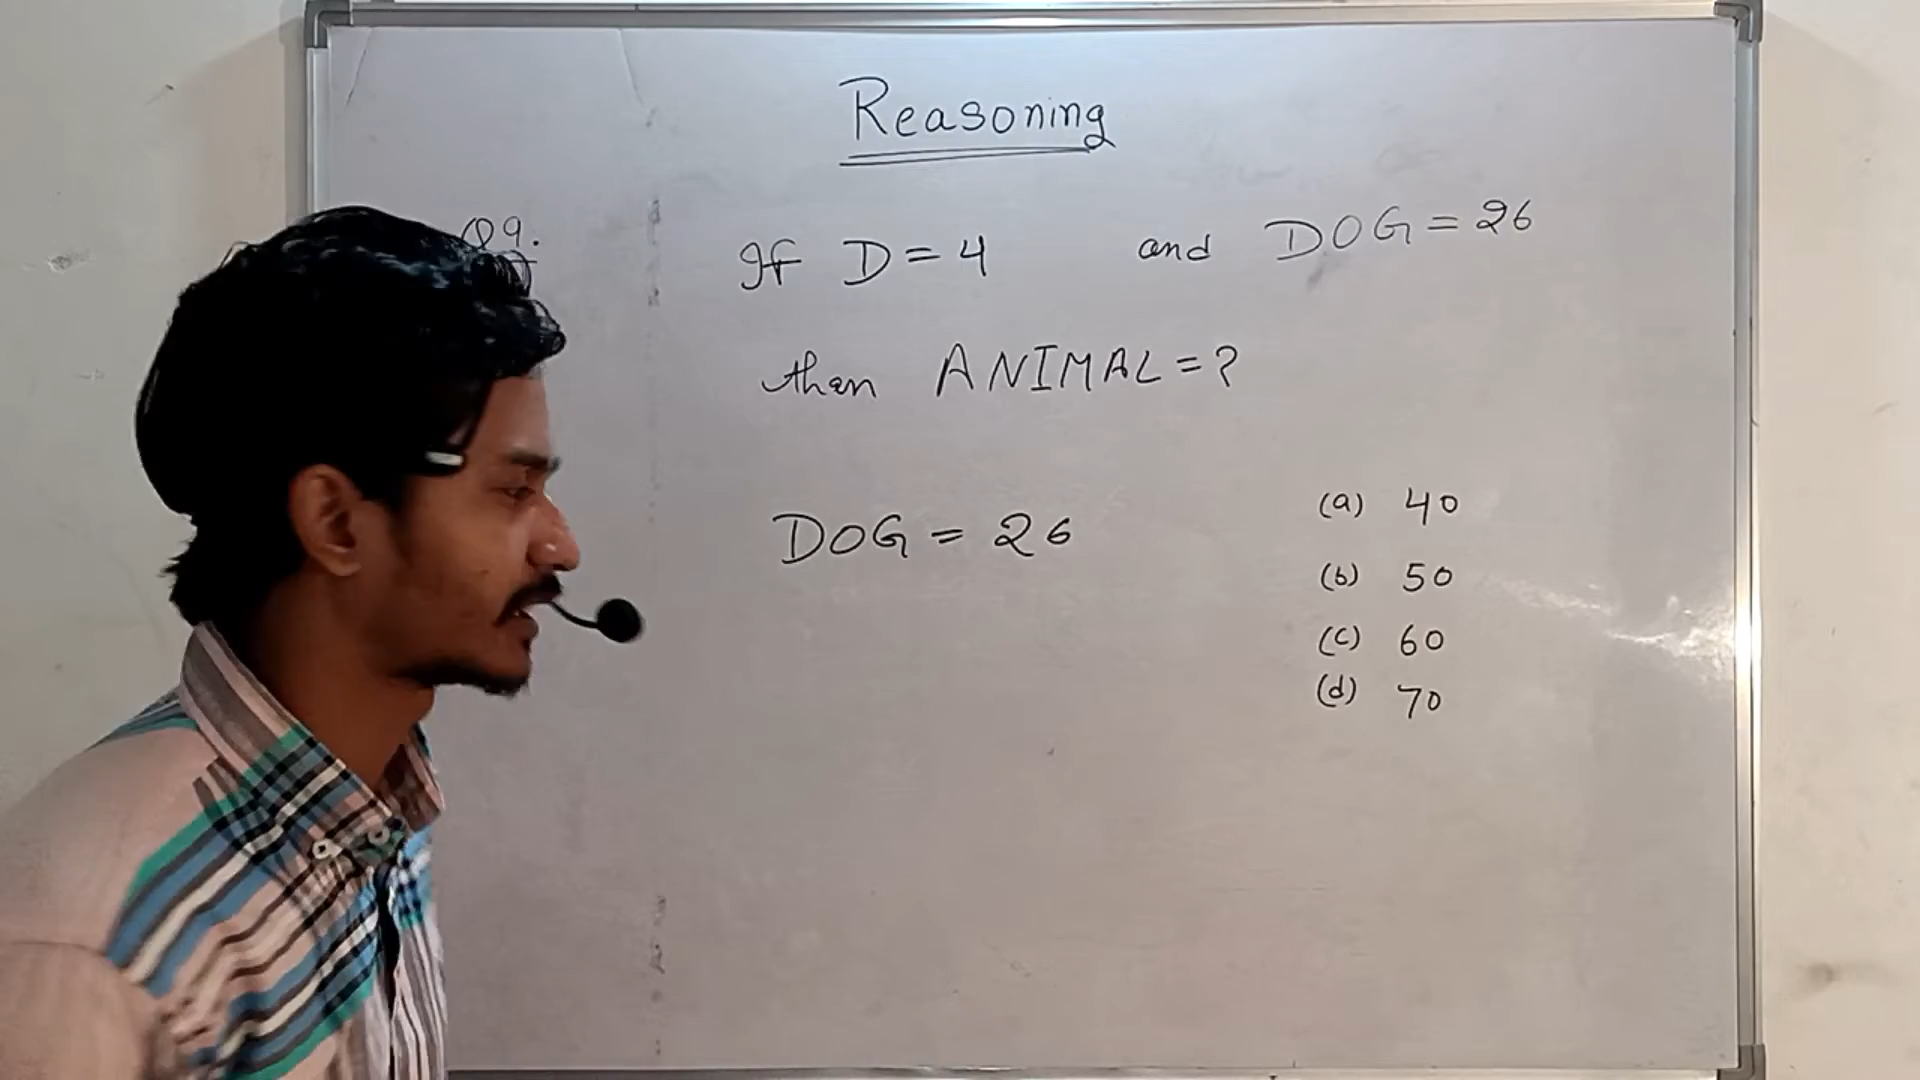 Reasoning
Q9.
If D = 4 and DOG = 26
then ANIMAL = ?
DOG = 26
(a) 40
(b) 50
(c) 60
(d) 70